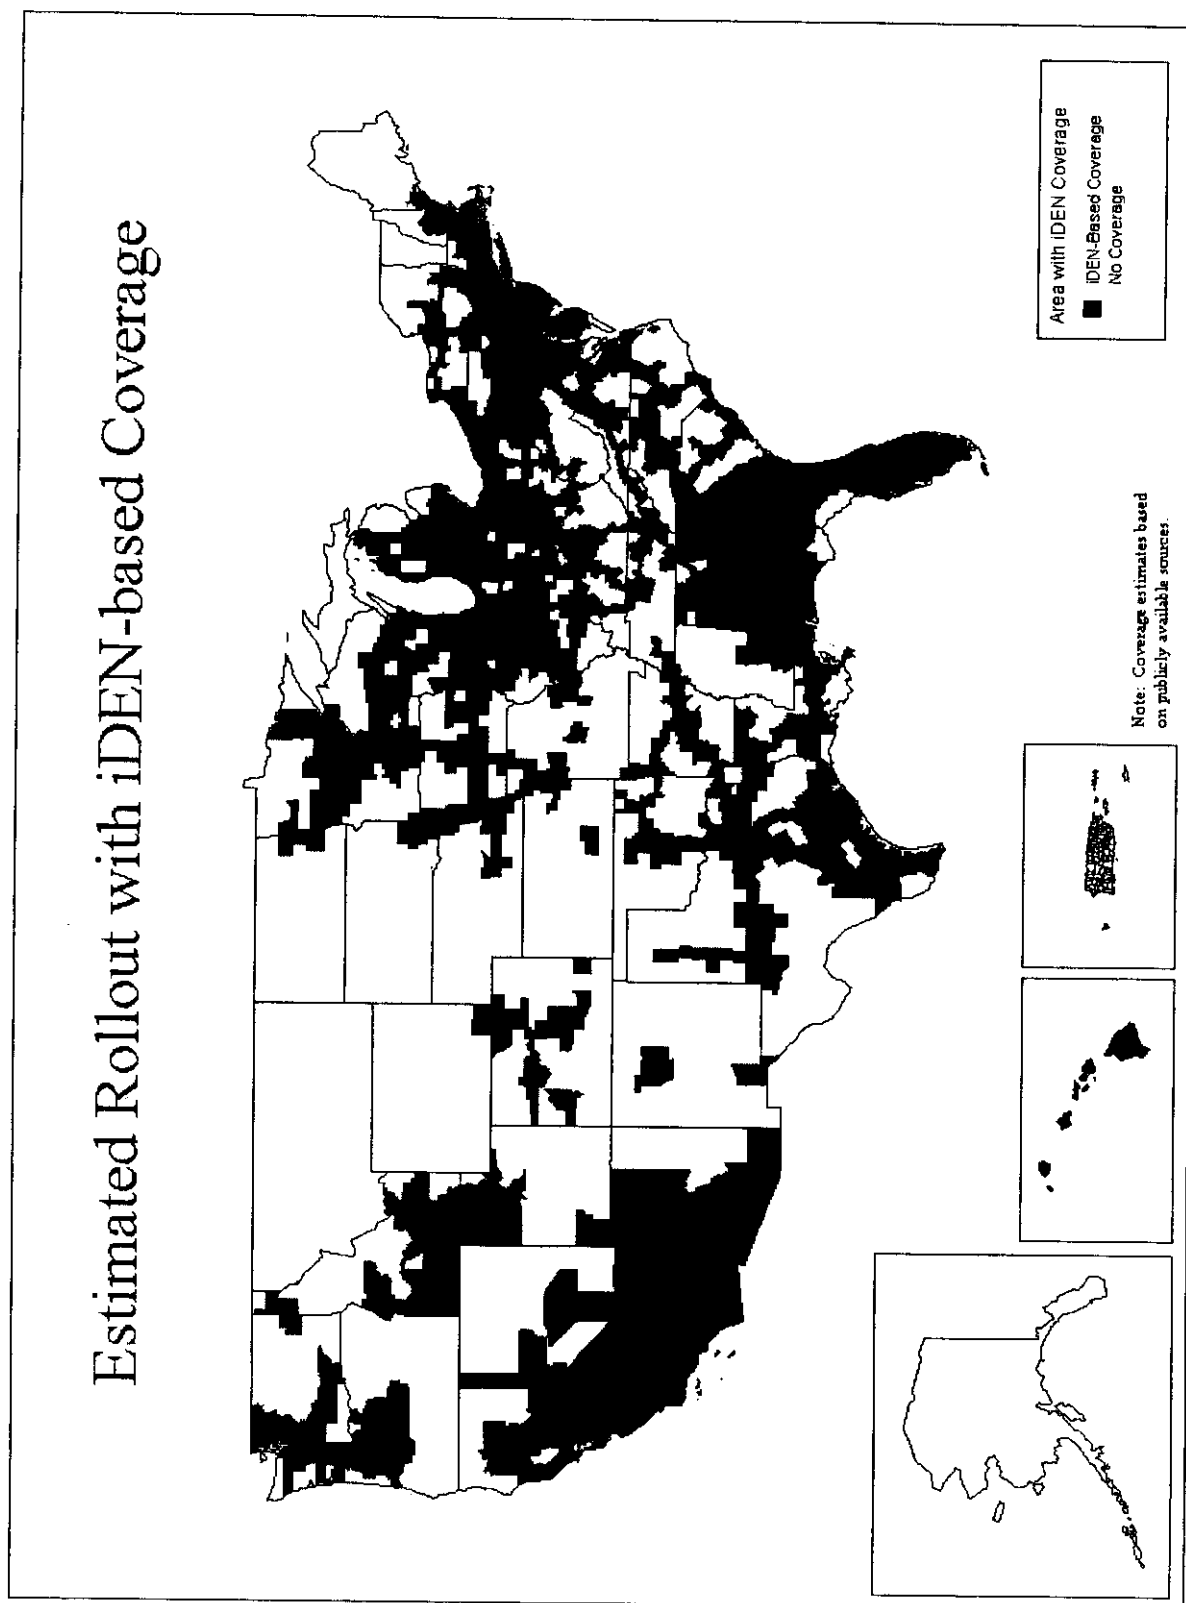 Estimated Rollout with iDEN-based Coverage
Area with iDEN Coverage
iDEN-Based Coverage
No Coverage
Note: Coverage estimates based
on publicly available sources.